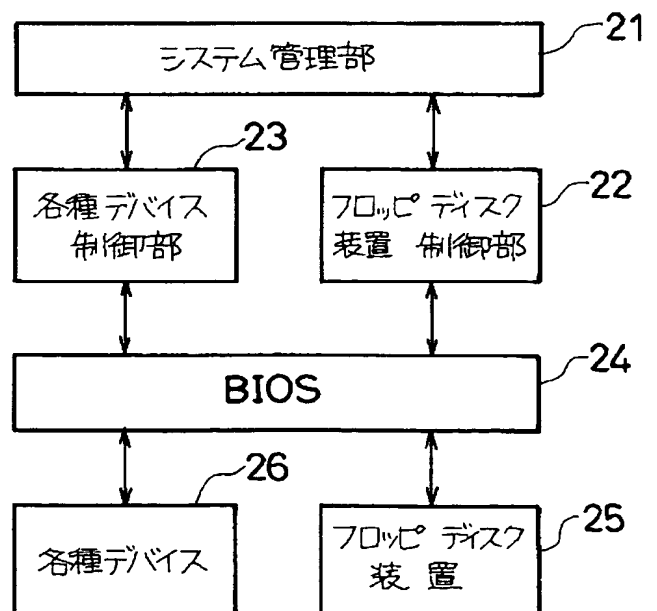 21
システム管理部
23
各種デバイス
制御部
22
フロッピ ディスク
装置 制御部
24
BIOS
26
各種デバイス
25
フロッピ ディスク
装 置